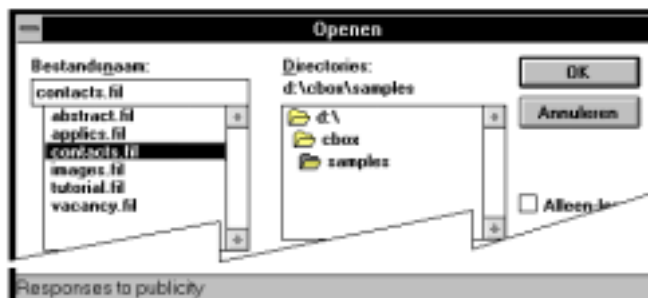 Openen
Bestandsnaam:
contacts.fil
abstract.fil
applics.fil
contacts.fil
images.fil
tutorial.fil
vacancy.fil
Directories:
d:\cbox\samples
d:\
cbox
samples
OK
Annuleren
Alleen
Responses to publicity